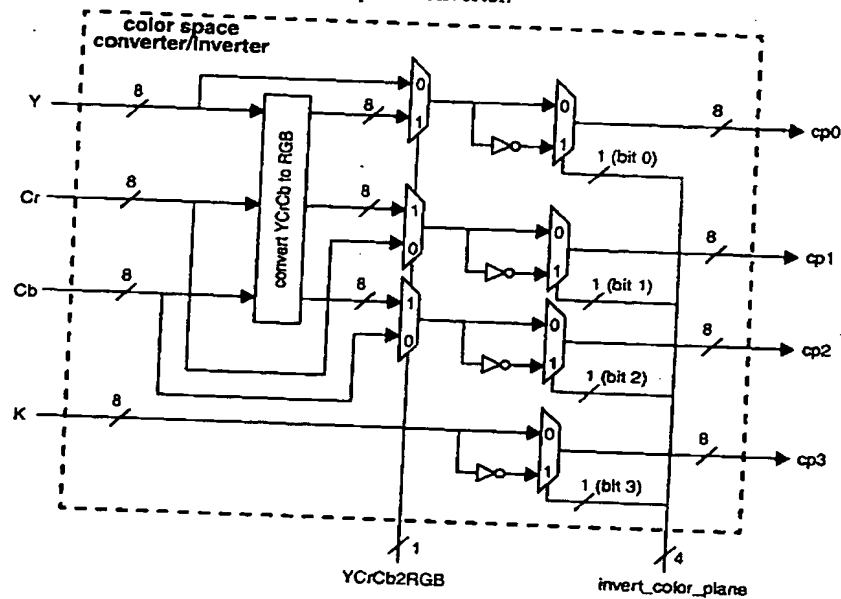 color space
converter/inverter
Y
8
Cr
8
Cb
8
K
8
convert YCrCb to RGB
8
8
8
0
1
1
0
1
0
0
1
1 (bit 0)
8
cp0
0
1
1 (bit 1)
8
cp1
0
1
1 (bit 2)
8
cp2
0
1
1 (bit 3)
8
cp3
1
YCrCb2RGB
4
invert_color_plane